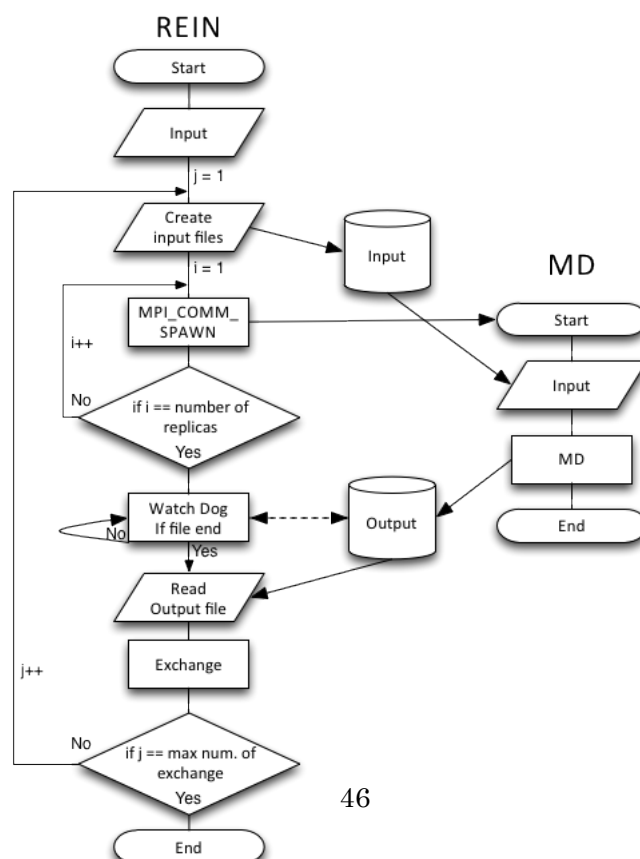 REIN
Start
Input
j = 1
Create
input files
Input
i = 1
MD
MPI_COMM_
SPAWN
Start
i++
Input
No
if i == number of
replicas
Yes
MD
Watch Dog
If file end
No
Yes
Output
End
Read
Output file
Exchange
j++
No
if j == max num. of
exchange
Yes
46
End